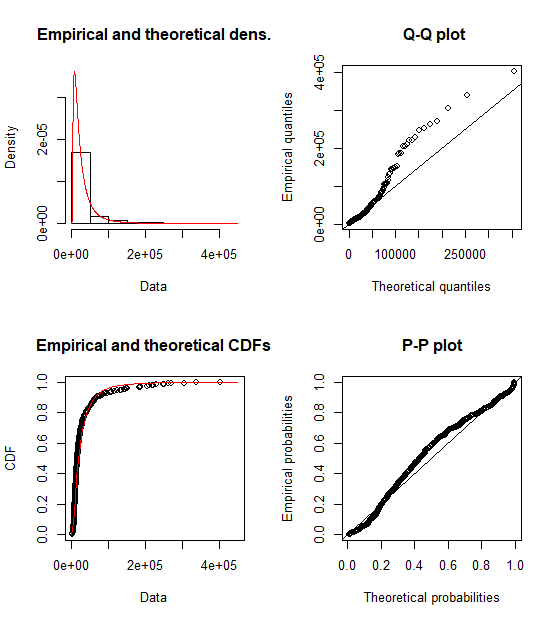 Empirical and theoretical dens.
Density
0e+00
2e-05
0e+00
2e+05
4e+05
Data
Q-Q plot
Empirical quantiles
0e+00
2e+05
4e+05
0
100000
250000
Theoretical quantiles
Empirical and theoretical CDFs
CDF
0.0
0.2
0.4
0.6
0.8
1.0
0e+00
2e+05
4e+05
Data
P-P plot
Empirical probabilities
0.0
0.2
0.4
0.6
0.8
1.0
0.0
0.2
0.4
0.6
0.8
1.0
Theoretical probabilities